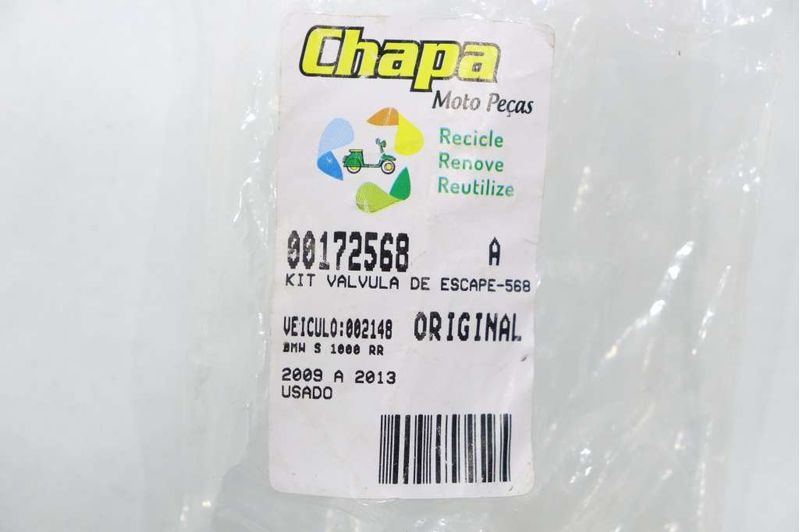 Chapa
Moto Peças
Recicle
Renove
Reutilize
00172568 A
KIT VALVULA DE ESCAPE-568
VEICULO:002148 ORIGINAL
BMW S 1000 RR
2009 A 2013
USADO